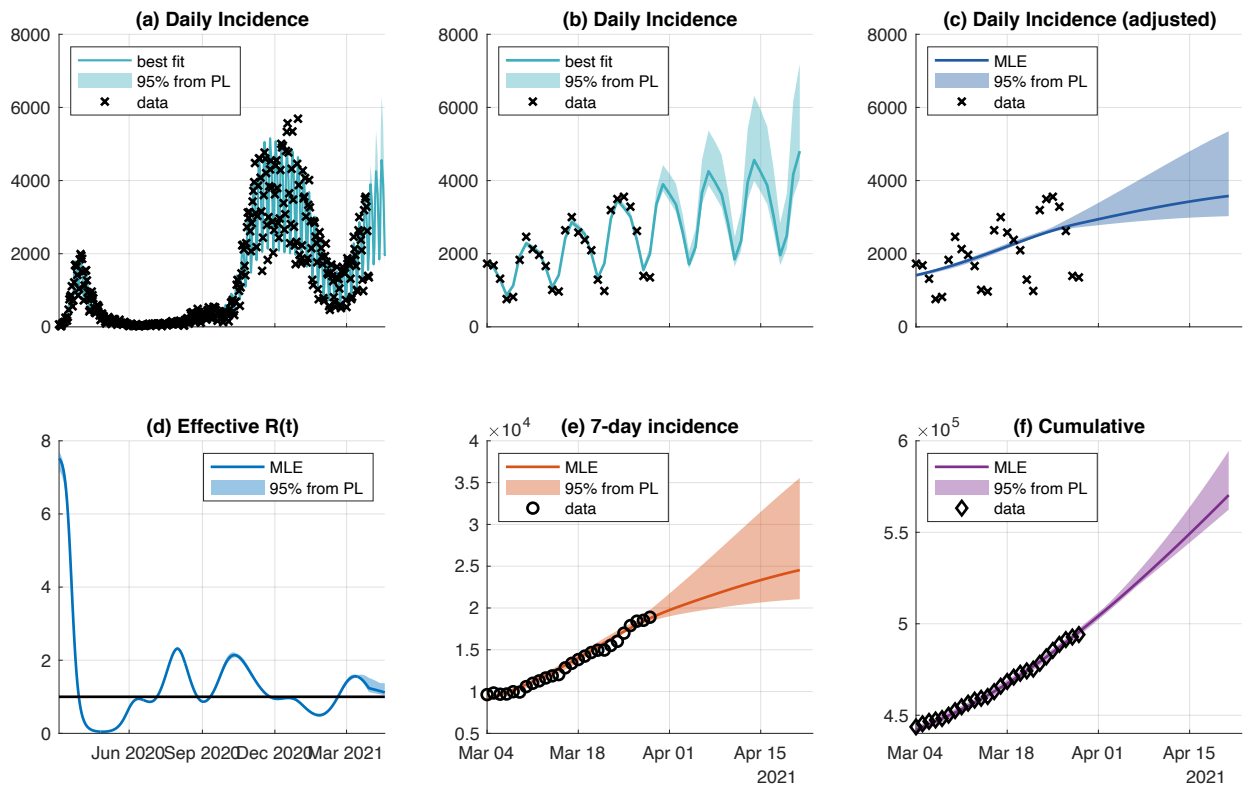 (a) Daily Incidence
8000
6000
4000
2000
0
best fit
95% from PL
data
(b) Daily Incidence
8000
6000
4000
2000
0
best fit
95% from PL
data
(c) Daily Incidence (adjusted)
8000
6000
4000
2000
0
MLE
95% from PL
data
(d) Effective R(t)
8
6
4
2
0
MLE
95% from PL
Jun 2020 Sep 2020 Dec 2020 Mar 2021
(e) 7-day incidence
×10⁴
4
3.5
3
2.5
2
1.5
1
0.5
MLE
95% from PL
data
Mar 04 Mar 18 Apr 01 Apr 15
2021
(f) Cumulative
×10⁵
6
5.5
5
4.5
MLE
95% from PL
data
Mar 04 Mar 18 Apr 01 Apr 15
2021